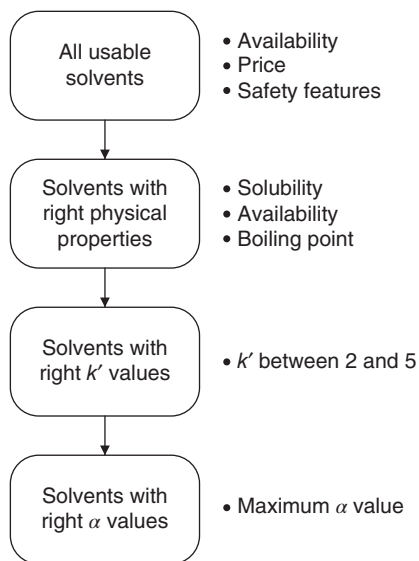 All usable
solvents
• Availability
• Price
• Safety features
Solvents with
right physical
properties
• Solubility
• Availability
• Boiling point
Solvents with
right k′ values
• k′ between 2 and 5
Solvents with
right α values
• Maximum α value